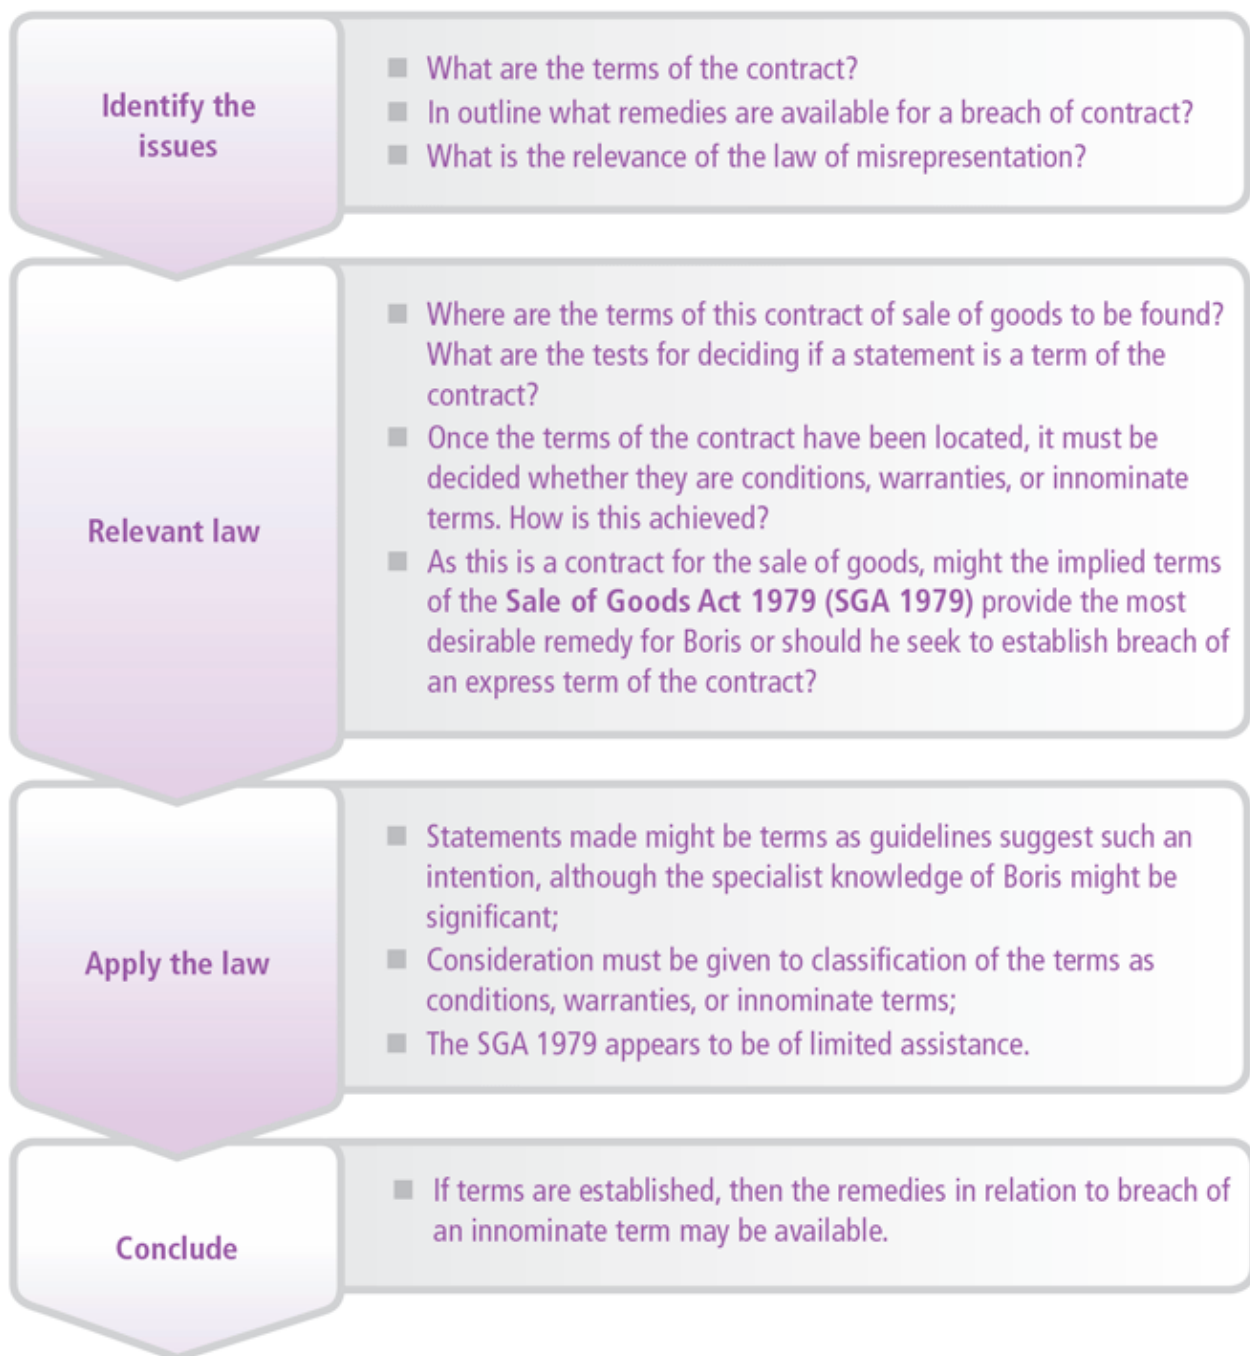 Identify the
issues
■ What are the terms of the contract?
■ In outline what remedies are available for a breach of contract?
■ What is the relevance of the law of misrepresentation?
Relevant law
■ Where are the terms of this contract of sale of goods to be found?
What are the tests for deciding if a statement is a term of the
contract?
■ Once the terms of the contract have been located, it must be
decided whether they are conditions, warranties, or innominate
terms. How is this achieved?
■ As this is a contract for the sale of goods, might the implied terms
of the Sale of Goods Act 1979 (SGA 1979) provide the most
desirable remedy for Boris or should he seek to establish breach of
an express term of the contract?
Apply the law
■ Statements made might be terms as guidelines suggest such an
intention, although the specialist knowledge of Boris might be
significant;
■ Consideration must be given to classification of the terms as
conditions, warranties, or innominate terms;
■ The SGA 1979 appears to be of limited assistance.
Conclude
■ If terms are established, then the remedies in relation to breach of
an innominate term may be available.